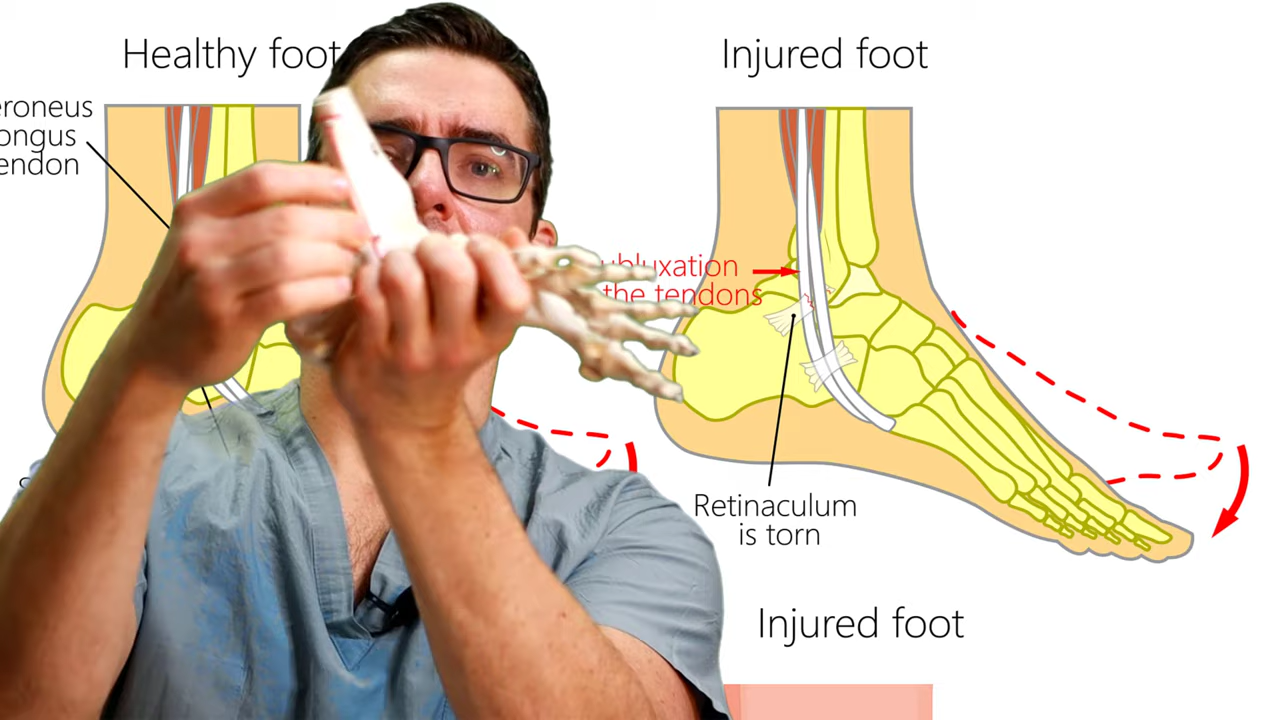 Healthy foot
Injured foot
eroneus
ongus
endon
ubluxation
the tendons
Retinaculum
is torn
Injured foot